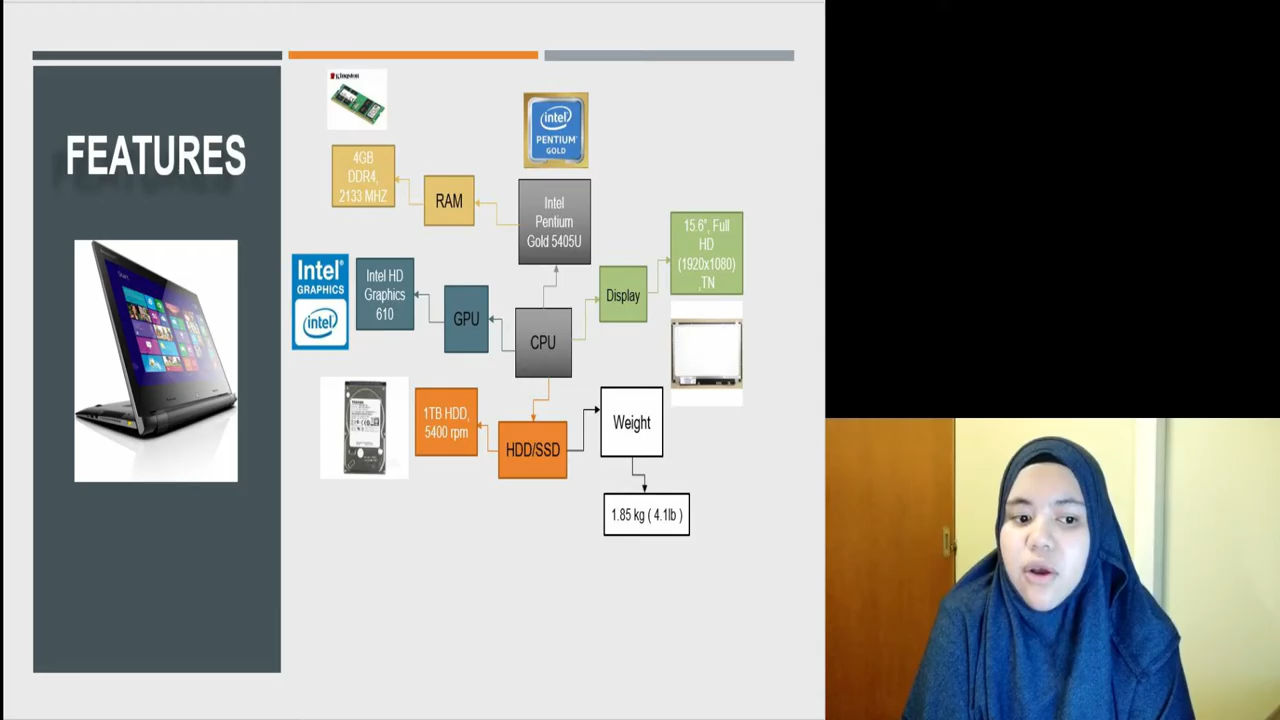 FEATURES
Start
Kingston
intel
PENTIUM
GOLD
4GB
DDR4,
2133 MHZ
RAM
Intel
Pentium
Gold 5405U
15.6", Full
HD
(1920x1080)
,TN
Intel
GRAPHICS
intel
Intel HD
Graphics
610
GPU
Display
CPU
1TB HDD,
5400 rpm
HDD/SSD
Weight
1.85 kg ( 4.1lb )